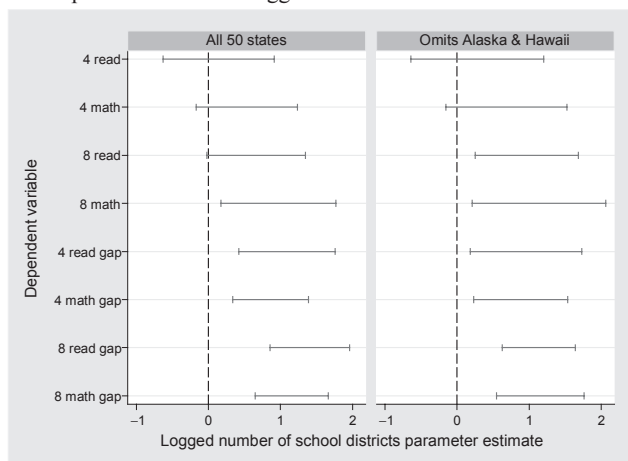 All 50 states Omits Alaska & Hawaii
Dependent variable
4 read
4 math
8 read
8 math
4 read gap
4 math gap
8 read gap
8 math gap
−1 0 1 2 −1 0 1 2
Logged number of school districts parameter estimate